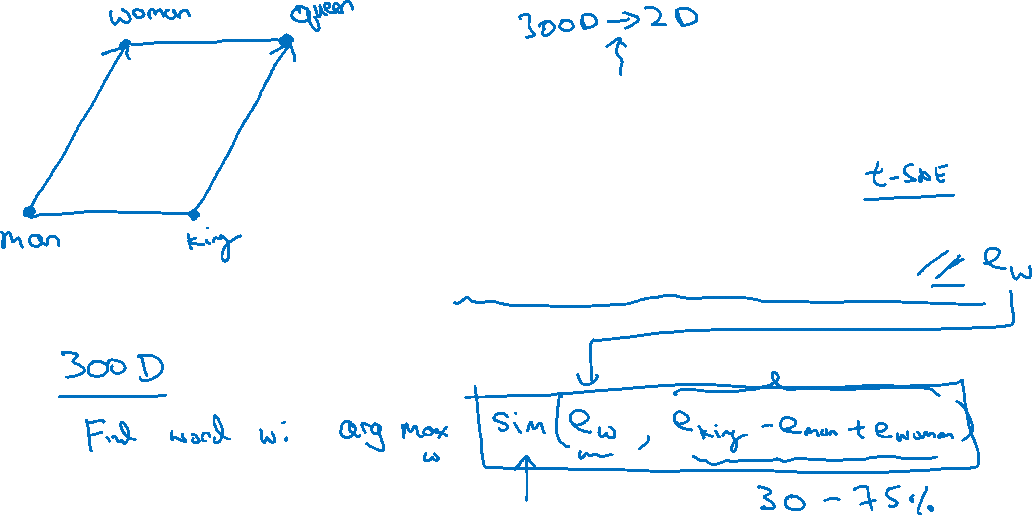 woman queen
300D → 2D
t-SNE
man king
e_w
300 D
Find word w: arg max_w sim(e_w, e_king - e_man + e_woman)
30 - 75%